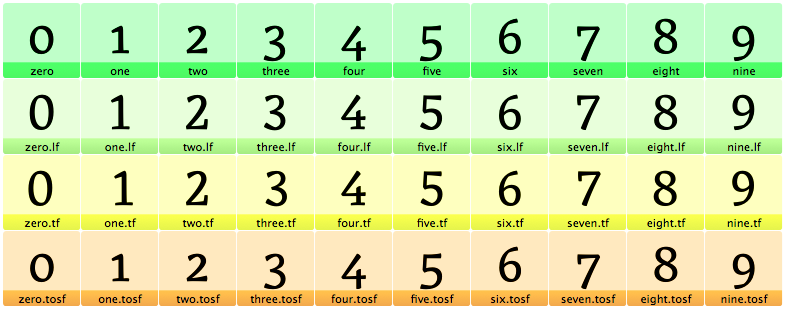 0 1 2 3 4 5 6 7 8 9
zero one two three four five six seven eight nine
0 1 2 3 4 5 6 7 8 9
zero.lf one.lf two.lf three.lf four.lf five.lf six.lf seven.lf eight.lf nine.lf
0 1 2 3 4 5 6 7 8 9
zero.tf one.tf two.tf three.tf four.tf five.tf six.tf seven.tf eight.tf nine.tf
0 1 2 3 4 5 6 7 8 9
zero.tosf one.tosf two.tosf three.tosf four.tosf five.tosf six.tosf seven.tosf eight.tosf nine.tosf